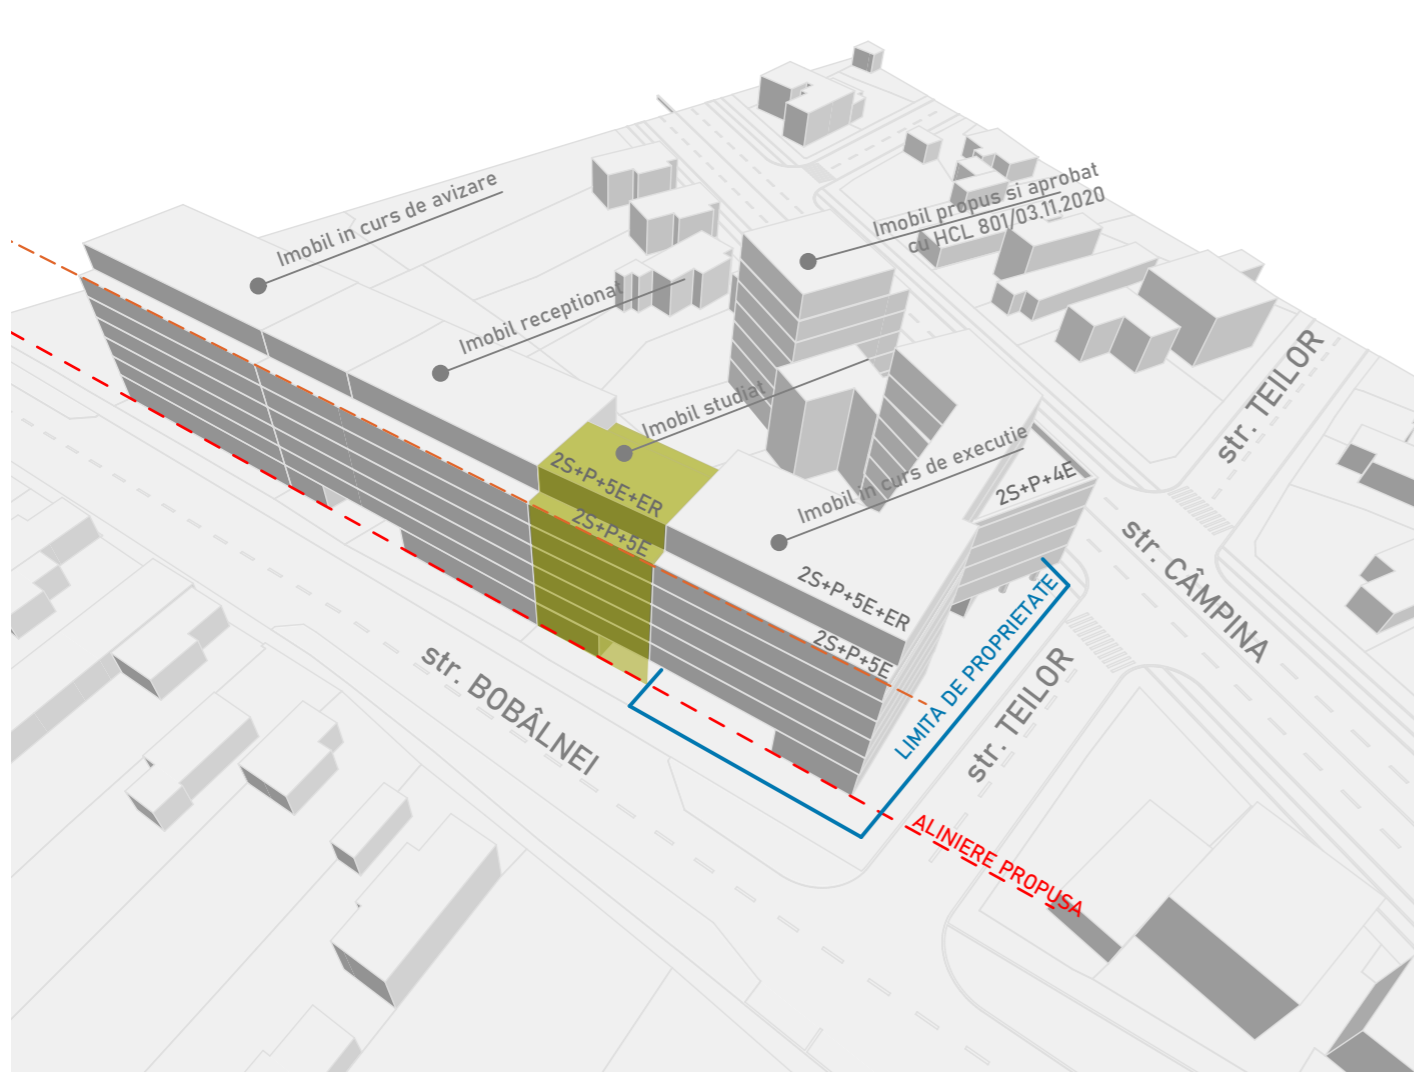 Imobil in curs de avizare
Imobil propus si aprobat
cu HCL 801/03.11.2020
Imobil receptionat
Imobil studiat
Imobil in curs de executie
2S+P+5E+ER
2S+P+5E
2S+P+4E
2S+P+5E+ER
2S+P+5E
str. TEILOR
str. CÂMPINA
LIMITA DE PROPRIETATE
str. TEILOR
str. BOBÂLNEI
ALINIERE PROPUSA